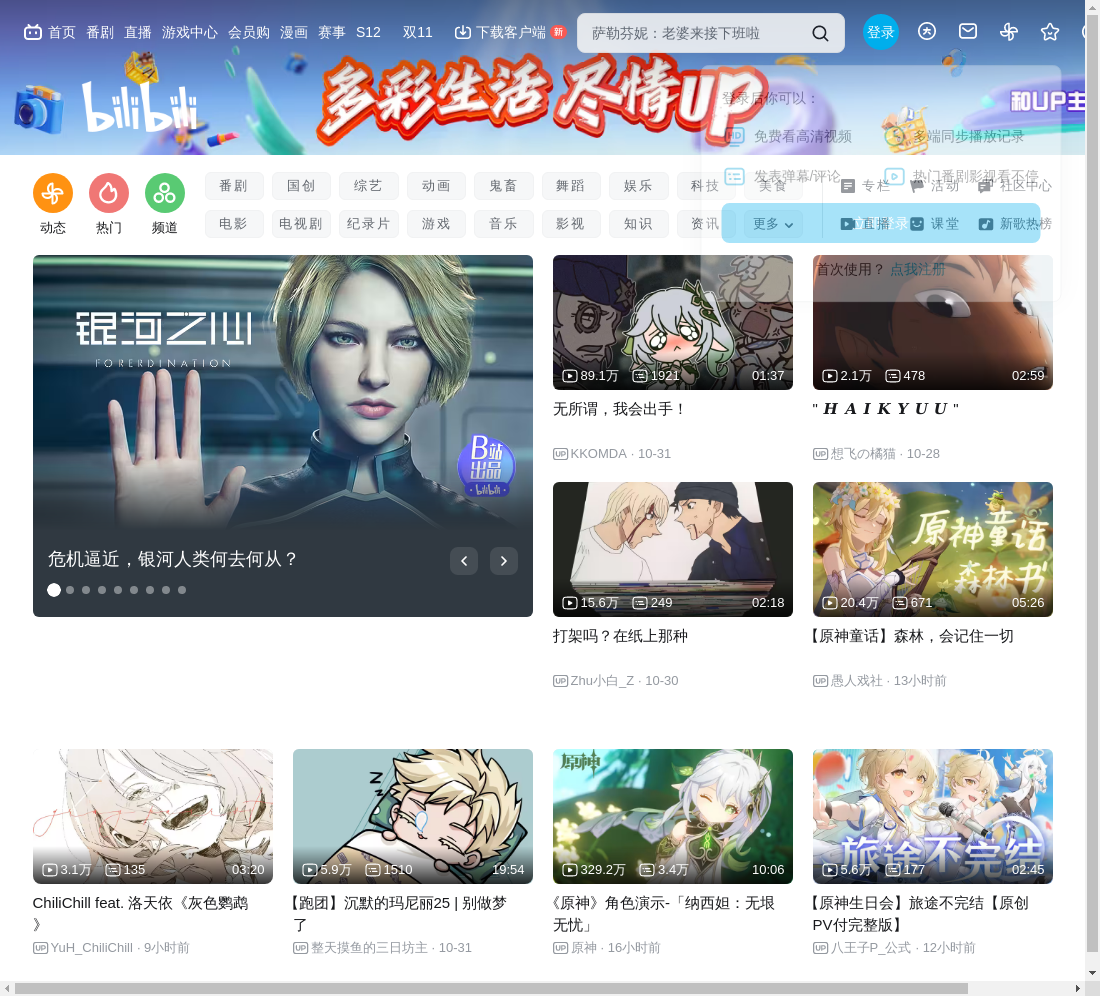 首页 番剧 直播 游戏中心 会员购 漫画 赛事 S12 双11 下载客户端 新 萨勒芬妮：老婆来接下班啦 登录
bilibili 多彩生活 尽情UP 和UP主
登录后你可以：
免费看高清视频 多端同步播放记录
发表弹幕/评论 热门番剧影视看不停
立即登录
首次使用？ 点我注册
动态 热门 频道
番剧 国创 综艺 动画 鬼畜 舞蹈 娱乐 科技 美食 专栏 活动 社区中心
电影 电视剧 纪录片 游戏 音乐 影视 知识 资讯 更多 直播 课堂 新歌热榜
银河之心
FORERDINATION
B站
出品
bilibili
危机逼近，银河人类何去何从？
89.1万 1921 01:37
无所谓，我会出手！
UP KKOMDA · 10-31
2.1万 478 02:59
" H A I K Y U U "
UP 想飞の橘猫 · 10-28
15.6万 249 02:18
打架吗？在纸上那种
UP Zhu小白_Z · 10-30
原神童话
森林书
20.4万 671 05:26
【原神童话】森林，会记住一切
UP 愚人戏社 · 13小时前
3.1万 135 03:20
ChiliChill feat. 洛天依《灰色鹦鹉
》
UP YuH_ChiliChill · 9小时前
z
z
5.9万 1510 19:54
【跑团】沉默的玛尼丽25 | 别做梦
了
UP 整天摸鱼的三日坊主 · 10-31
原神
329.2万 3.4万 10:06
《原神》角色演示-「纳西妲：无垠
无忧」
UP 原神 · 16小时前
旅途不完结
5.6万 177 02:45
【原神生日会】旅途不完结【原创
PV付完整版】
UP 八王子P_公式 · 12小时前